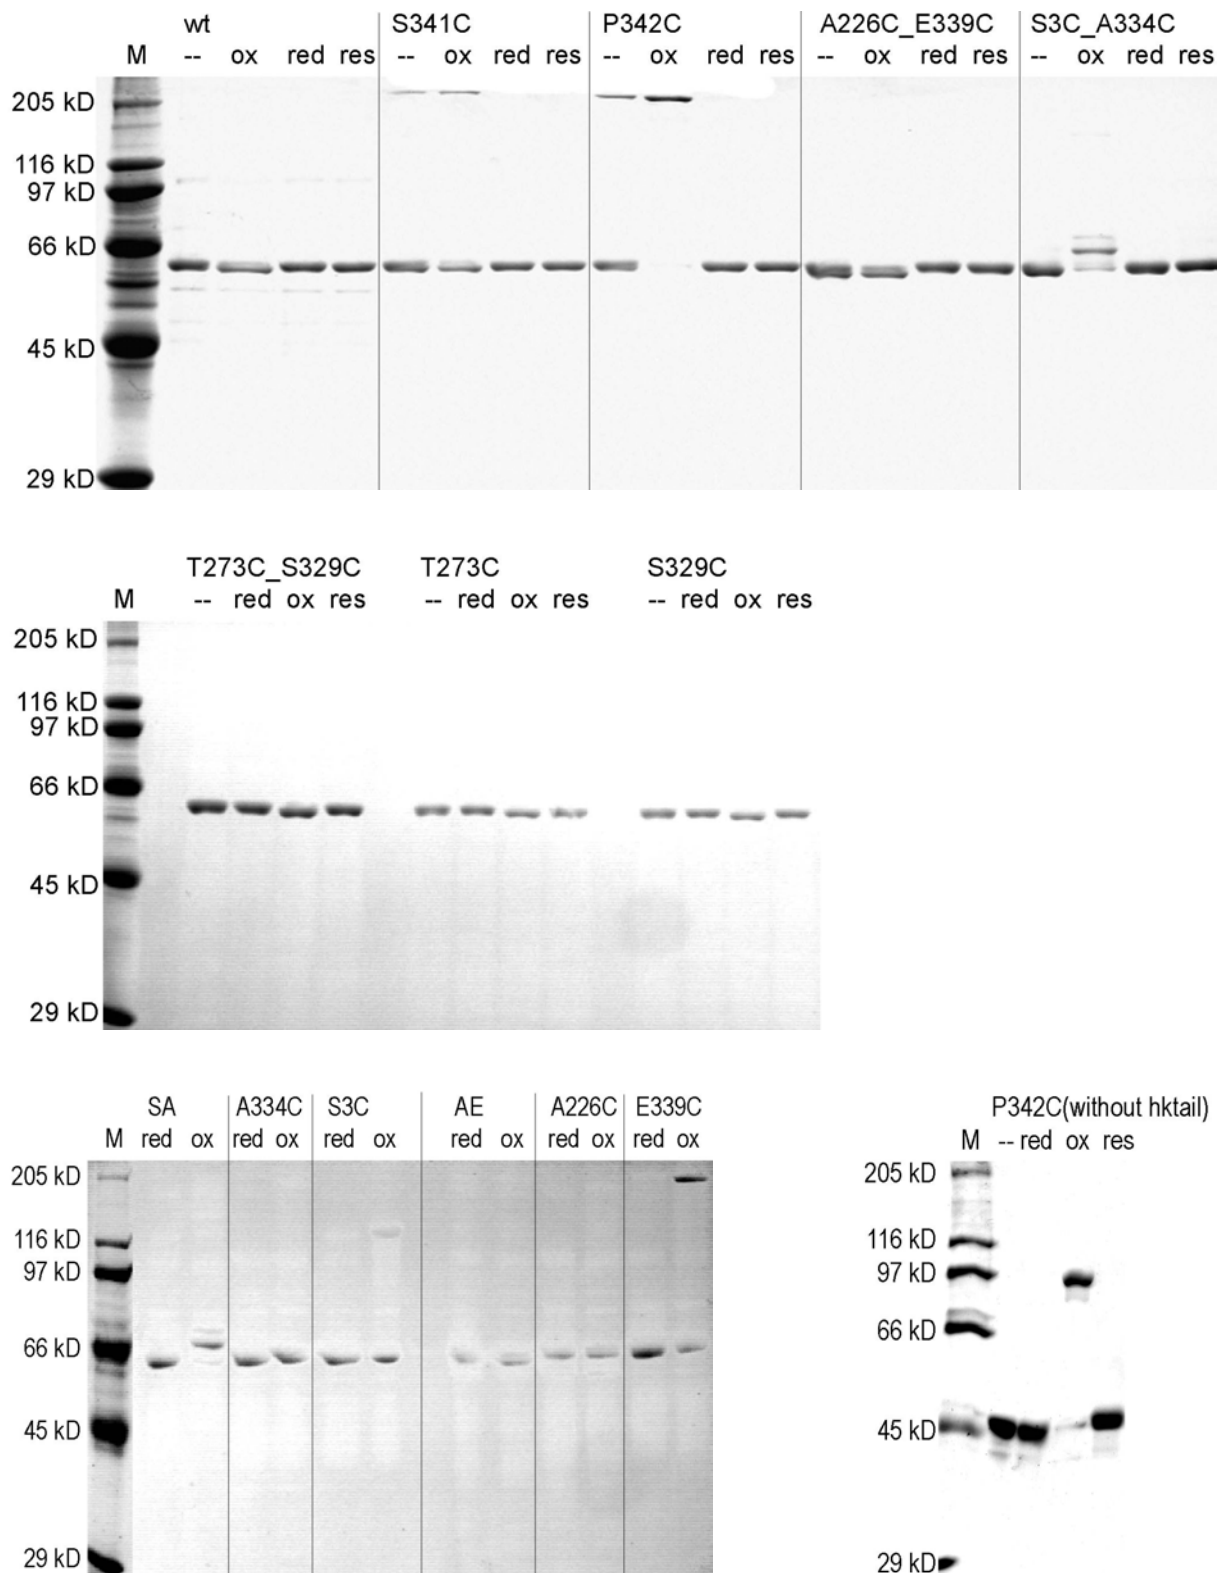 wt S341C P342C A226C_E339C S3C_A334C
M -- ox red res -- ox red res -- ox red res -- ox red res -- ox red res
205 kD
116 kD
97 kD
66 kD
45 kD
29 kD
T273C_S329C T273C S329C
M -- red ox res -- red ox res -- red ox res
205 kD
116 kD
97 kD
66 kD
45 kD
29 kD
SA A334C S3C AE A226C E339C
M red ox red ox red ox red ox red ox red ox
205 kD
116 kD
97 kD
66 kD
45 kD
29 kD
P342C(without hktail)
M -- red ox res
205 kD
116 kD
97 kD
66 kD
45 kD
29 kD